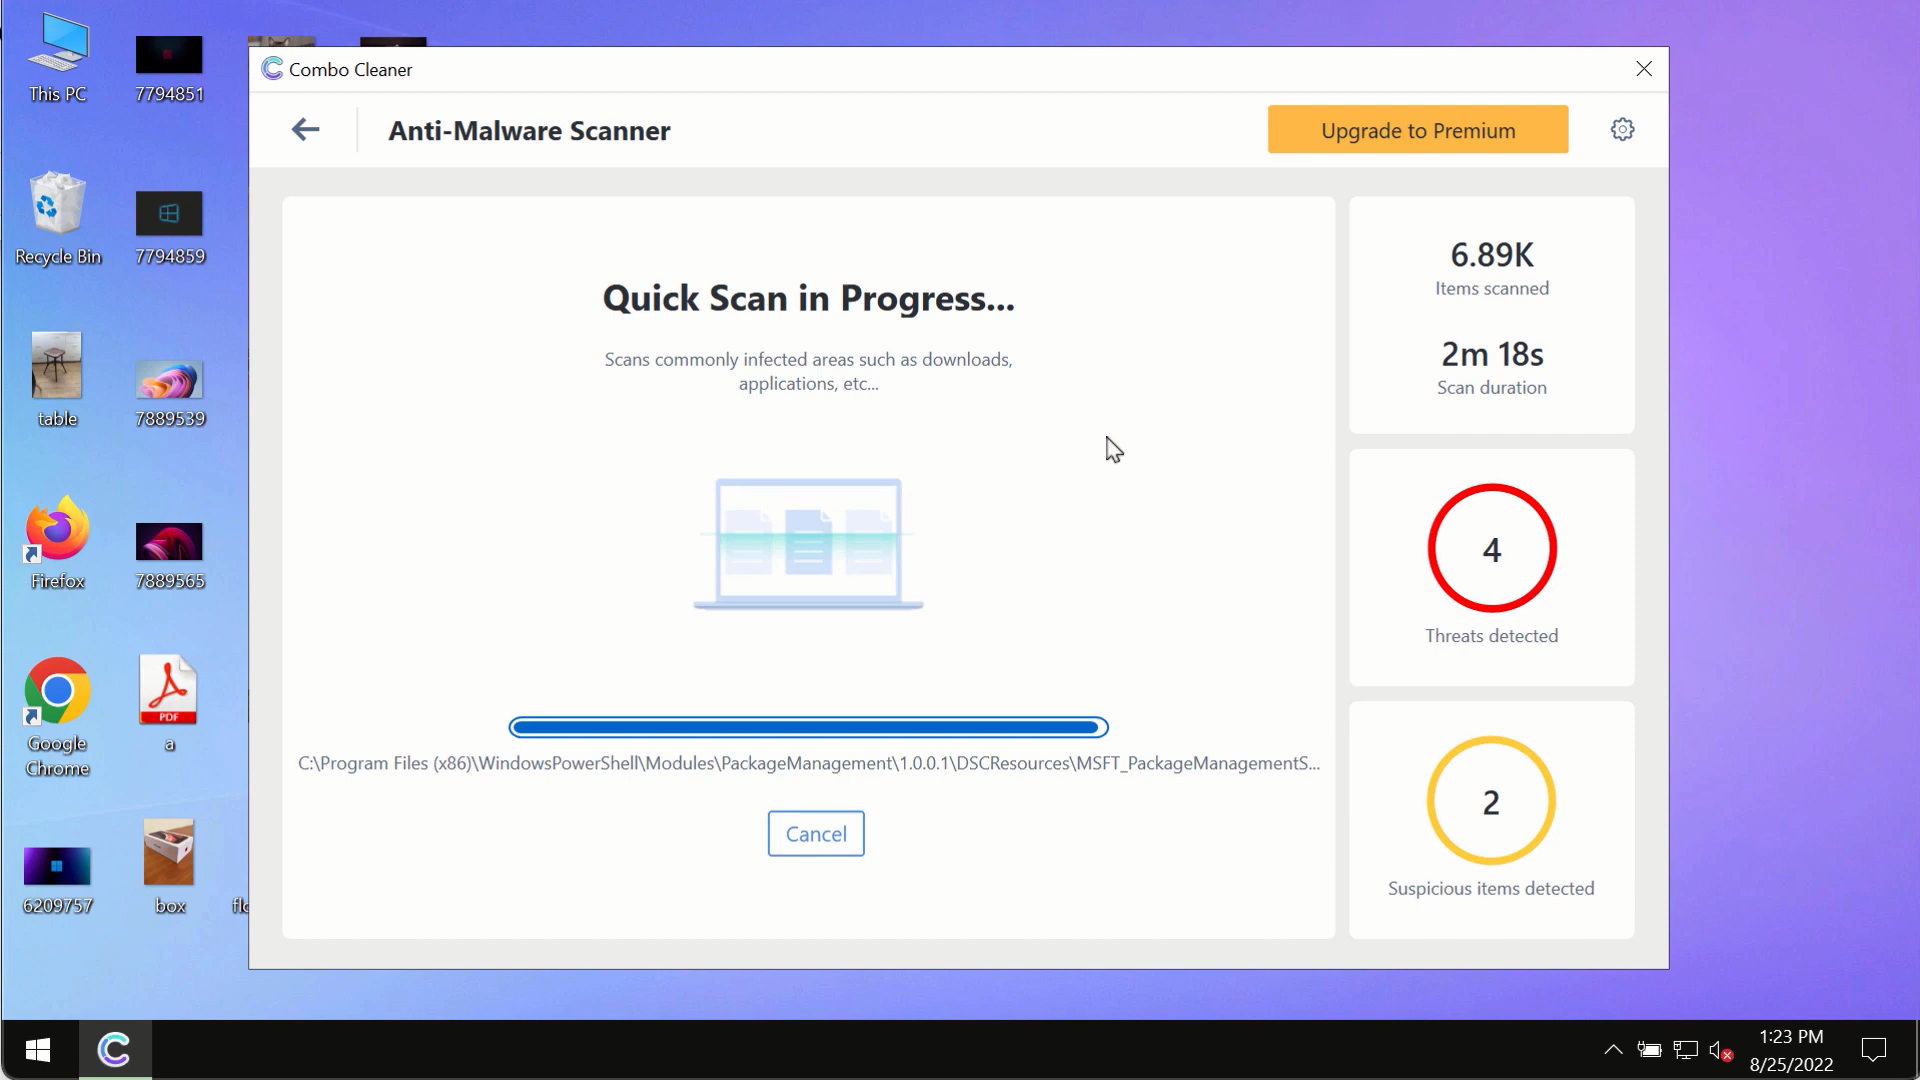 This PC
7794851
Recycle Bin
7794859
table
7889539
Firefox
7889565
Google
Chrome
PDF
a
6209757
box
Combo Cleaner
Anti-Malware Scanner
Upgrade to Premium
Quick Scan in Progress...
Scans commonly infected areas such as downloads,
applications, etc...
C:\Program Files (x86)\WindowsPowerShell\Modules\PackageManagement\1.0.0.1\DSCResources\MSFT_PackageManagementS...
Cancel
6.89K
Items scanned
2m 18s
Scan duration
4
Threats detected
2
Suspicious items detected
1:23 PM
8/25/2022